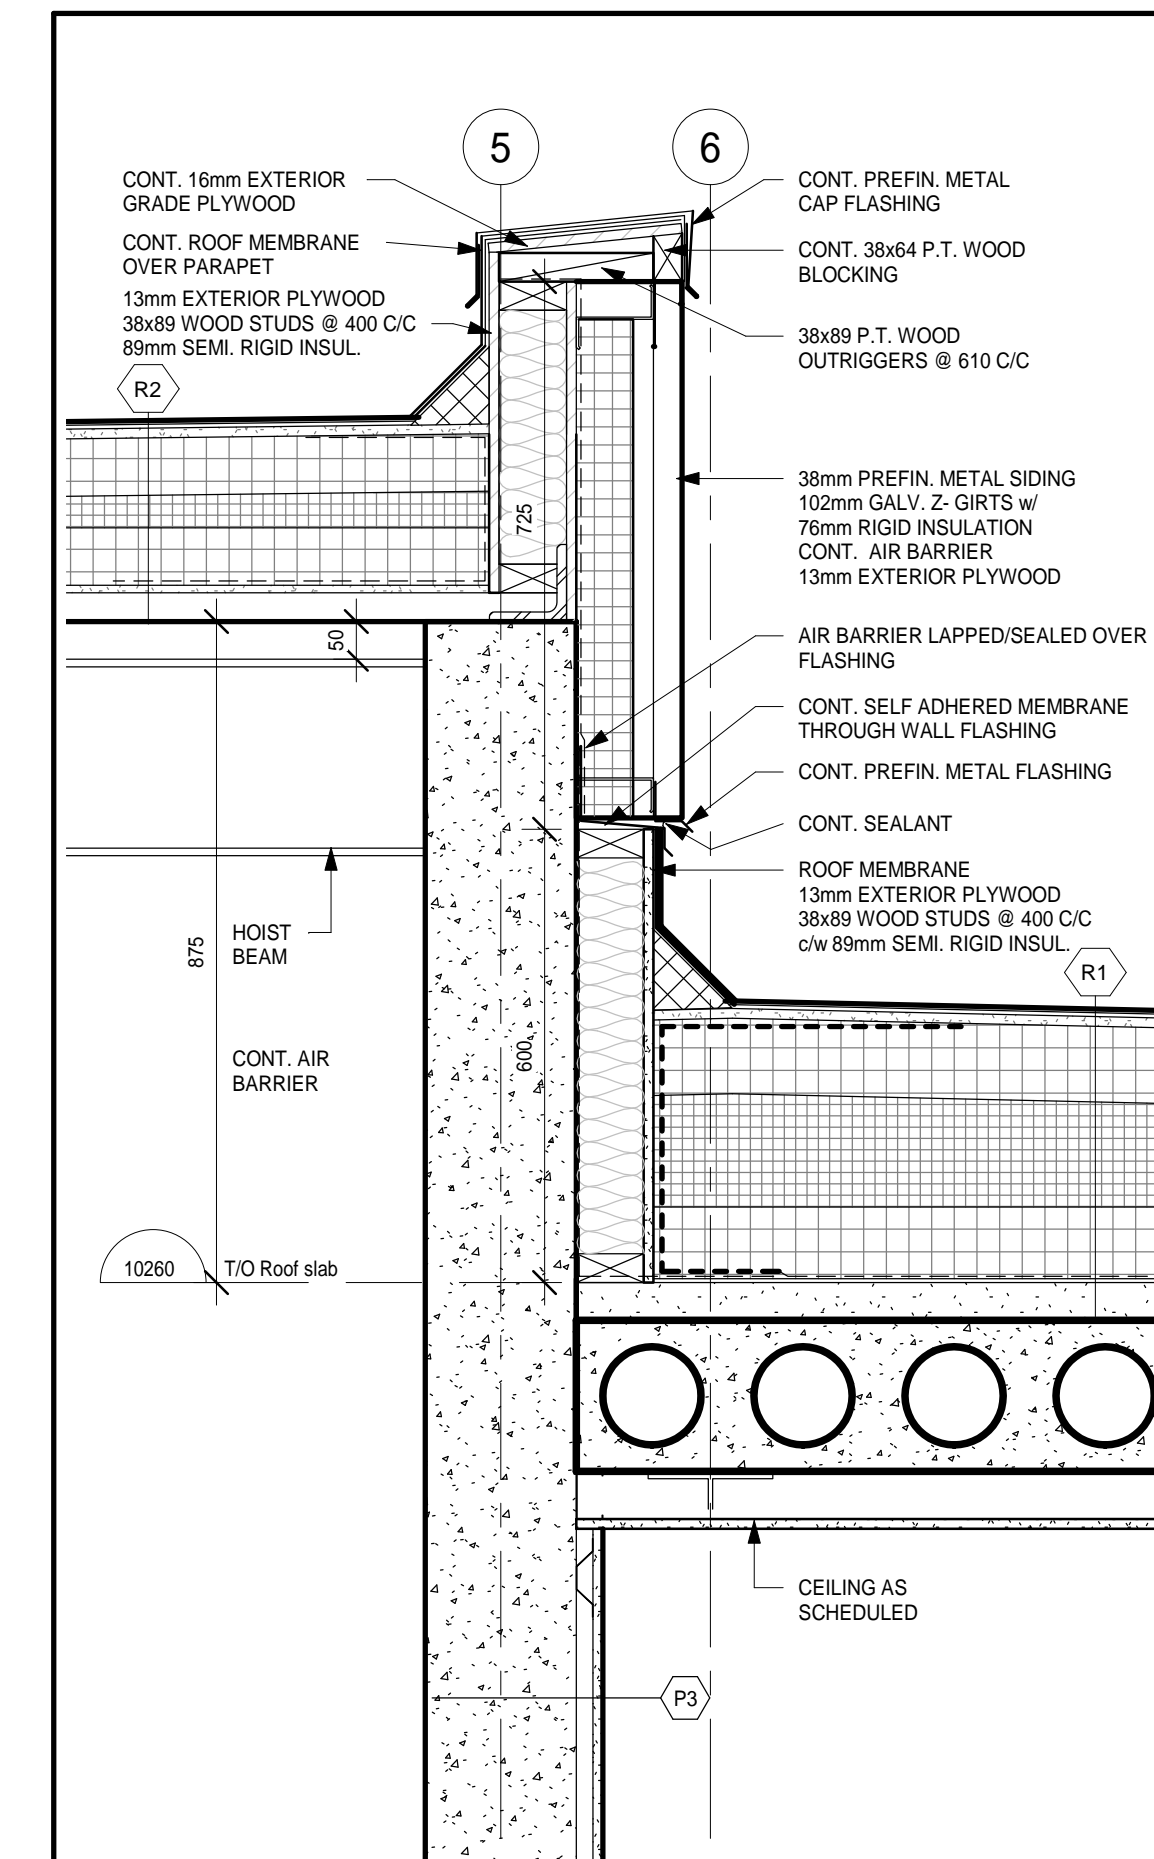 5
6
CONT. 16mm EXTERIOR
GRADE PLYWOOD
CONT. ROOF MEMBRANE
OVER PARAPET
13mm EXTERIOR PLYWOOD
38x89 WOOD STUDS @ 400 C/C
89mm SEMI. RIGID INSUL.
R2
CONT. PREFIN. METAL
CAP FLASHING
CONT. 38x64 P.T. WOOD
BLOCKING
38x89 P.T. WOOD
OUTRIGGERS @ 610 C/C
38mm PREFIN. METAL SIDING
102mm GALV. Z- GIRTS w/
76mm RIGID INSULATION
CONT. AIR BARRIER
13mm EXTERIOR PLYWOOD
725
50
AIR BARRIER LAPPED/SEALED OVER
FLASHING
CONT. SELF ADHERED MEMBRANE
THROUGH WALL FLASHING
CONT. PREFIN. METAL FLASHING
CONT. SEALANT
ROOF MEMBRANE
13mm EXTERIOR PLYWOOD
38x89 WOOD STUDS @ 400 C/C
c/w 89mm SEMI. RIGID INSUL.
R1
HOIST
BEAM
875
CONT. AIR
BARRIER
600
10260
T/O Roof slab
CEILING AS
SCHEDULED
P3